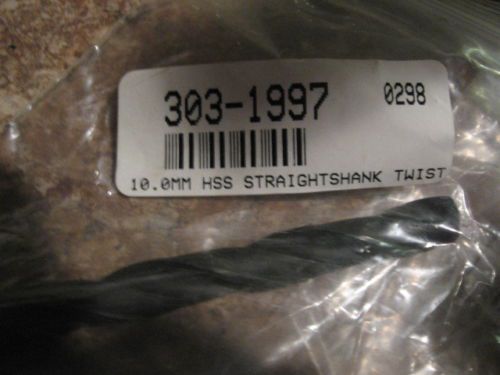 303-1997 0298
10.0MM HSS STRAIGHTSHANK TWIST